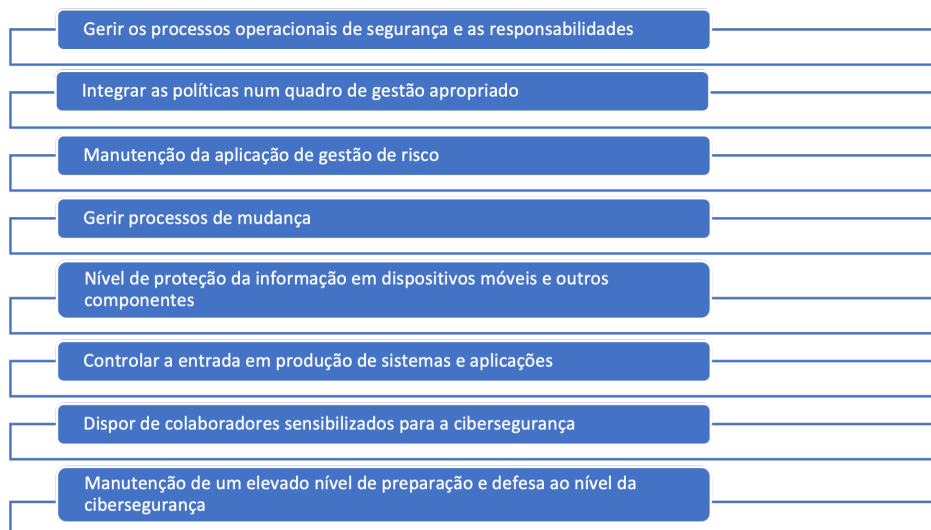 Gerir os processos operacionais de segurança e as responsabilidades
Integrar as políticas num quadro de gestão apropriado
Manutenção da aplicação de gestão de risco
Gerir processos de mudança
Nível de proteção da informação em dispositivos móveis e outros
componentes
Controlar a entrada em produção de sistemas e aplicações
Dispor de colaboradores sensibilizados para a cibersegurança
Manutenção de um elevado nível de preparação e defesa ao nível da
cibersegurança